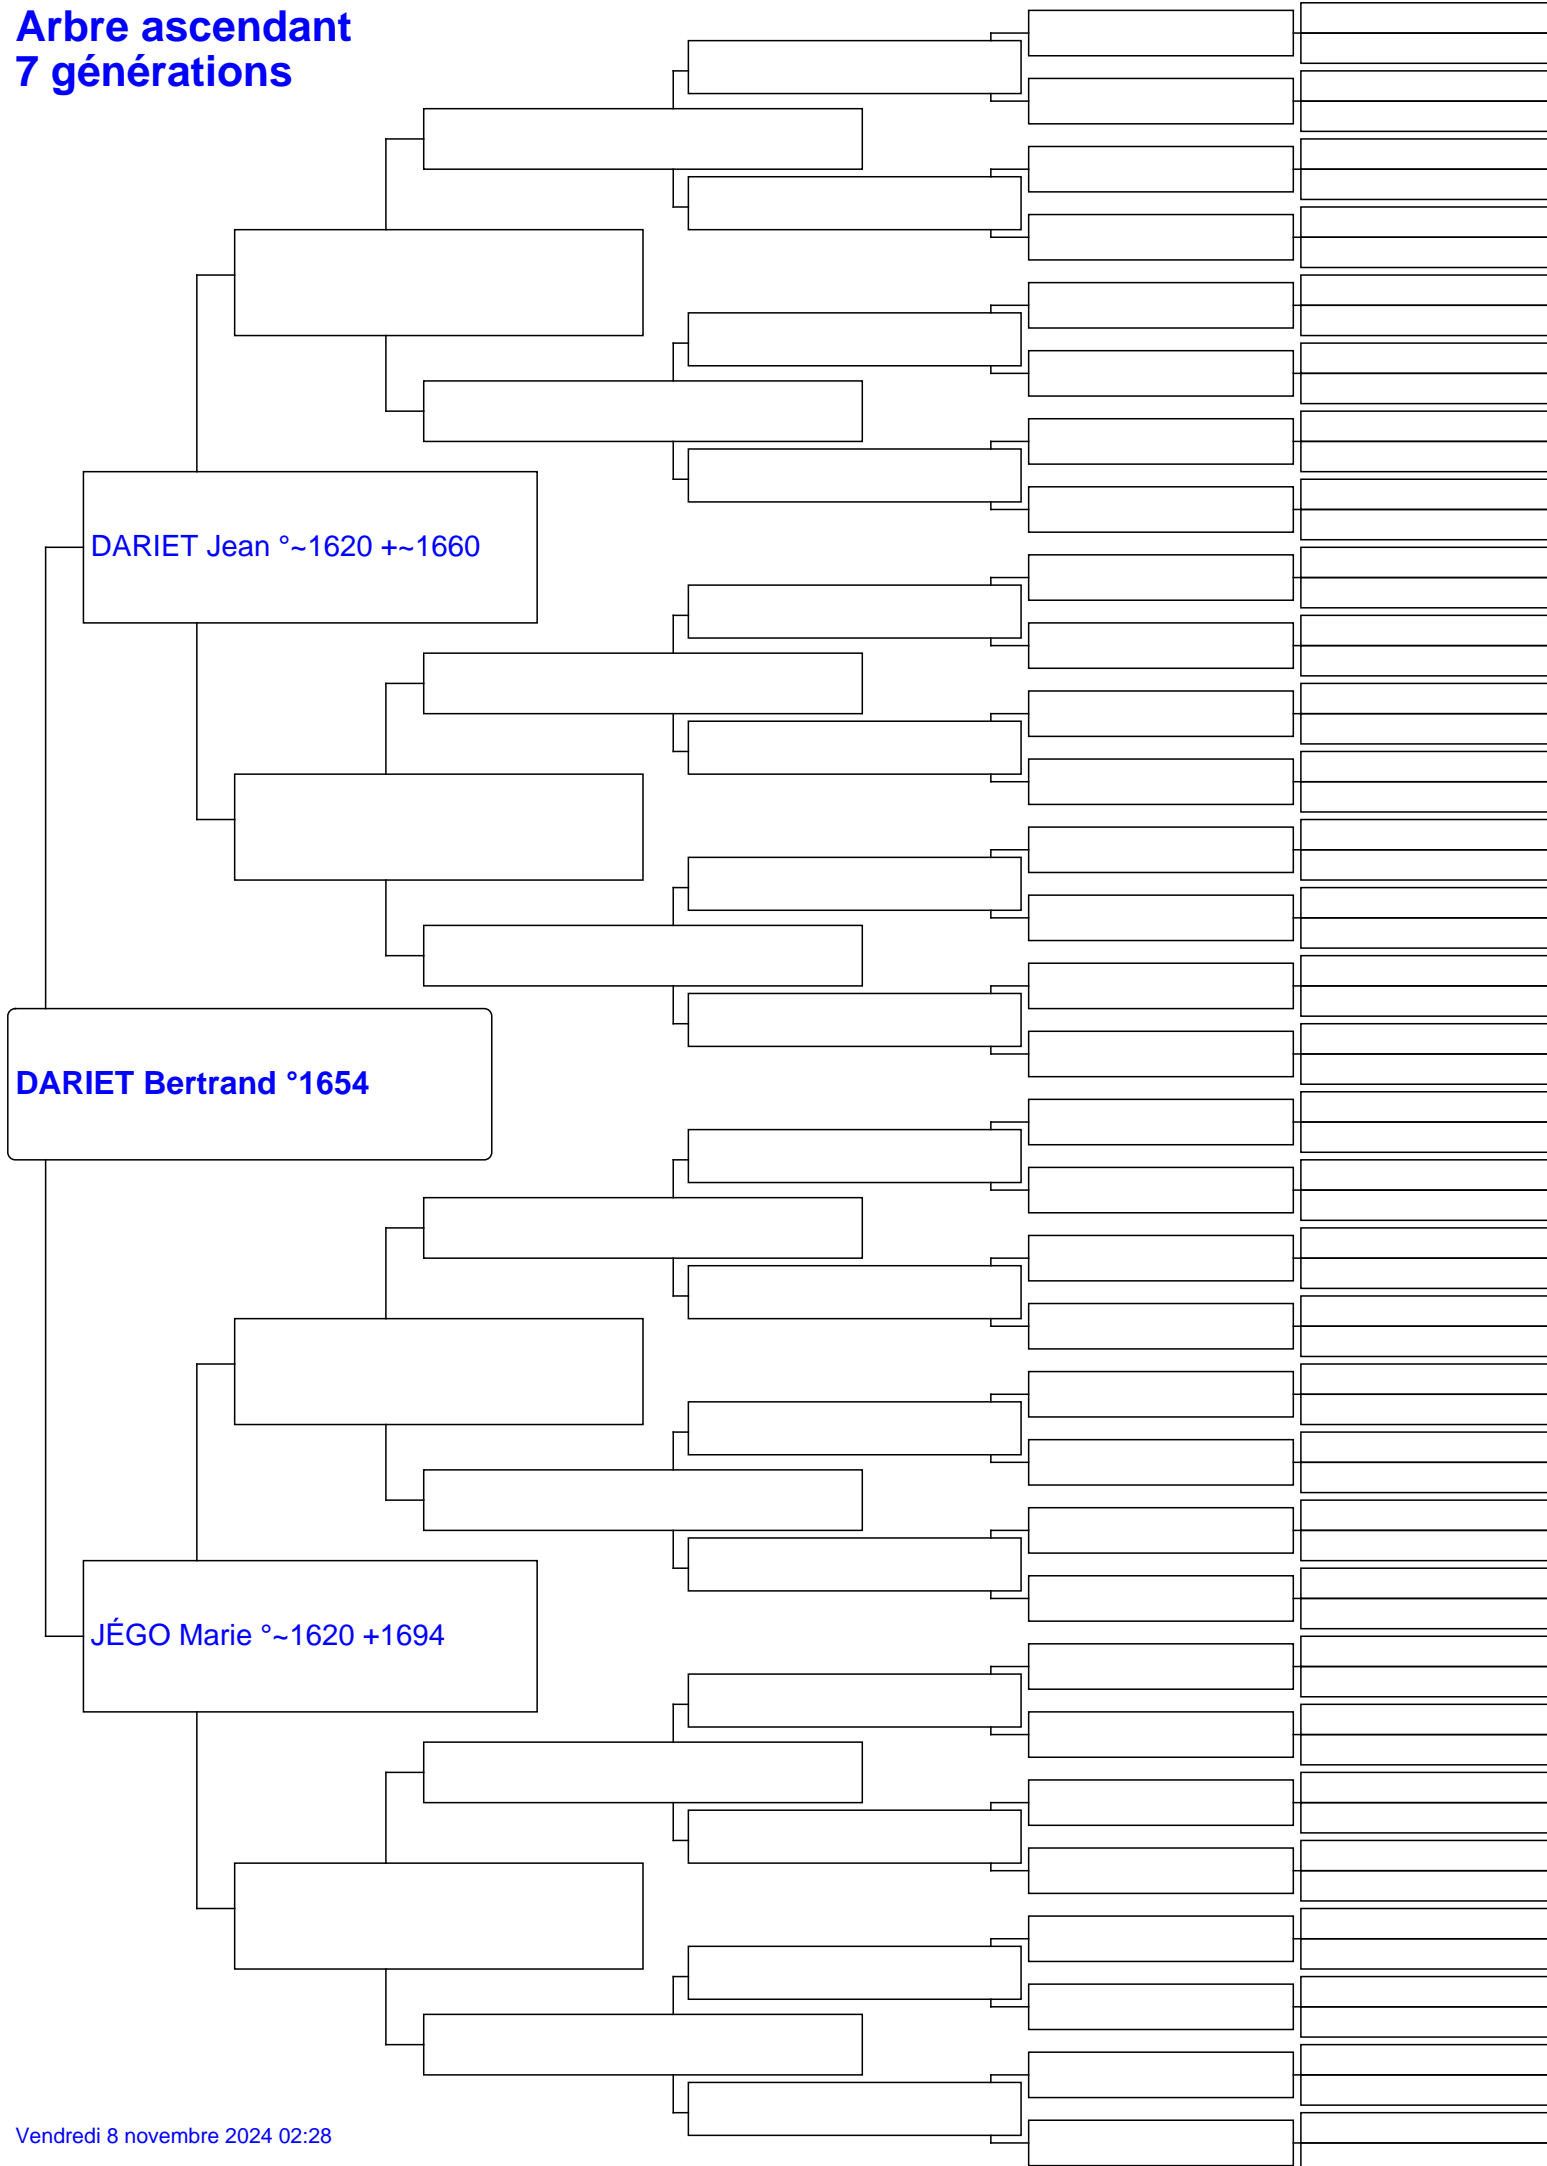 Arbre ascendant
7 générations
DARIET Jean °~1620 +~1660
DARIET Bertrand °1654
JÉGO Marie °~1620 +1694
Vendredi 8 novembre 2024 02:28